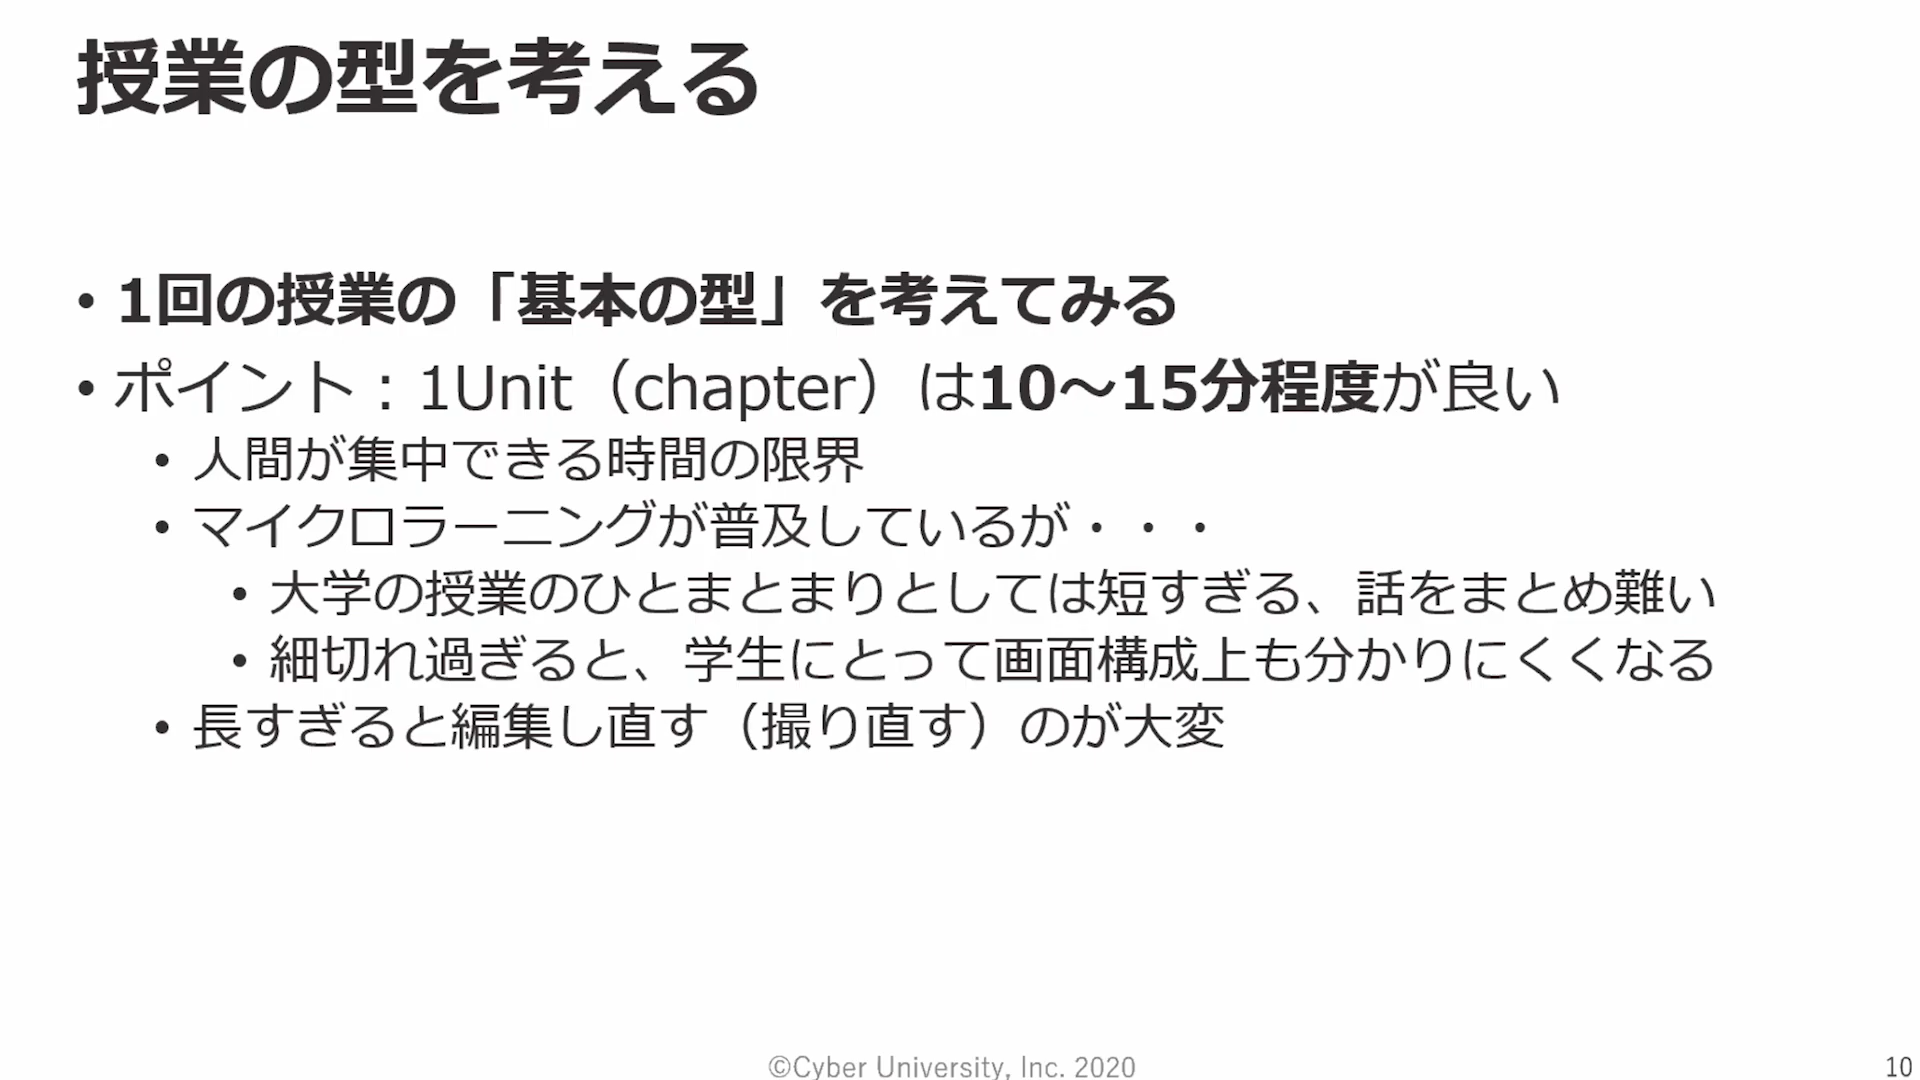 授業の型を考える
• 1回の授業の「基本の型」を考えてみる
• ポイント：1Unit（chapter）は10～15分程度が良い
• 人間が集中できる時間の限界
• マイクロラーニングが普及しているが・・・
• 大学の授業のひとまとまりとしては短すぎる、話をまとめ難い
• 細切れ過ぎると、学生にとって画面構成上も分かりにくくなる
• 長すぎると編集し直す（撮り直す）のが大変
©Cyber University, Inc. 2020
10